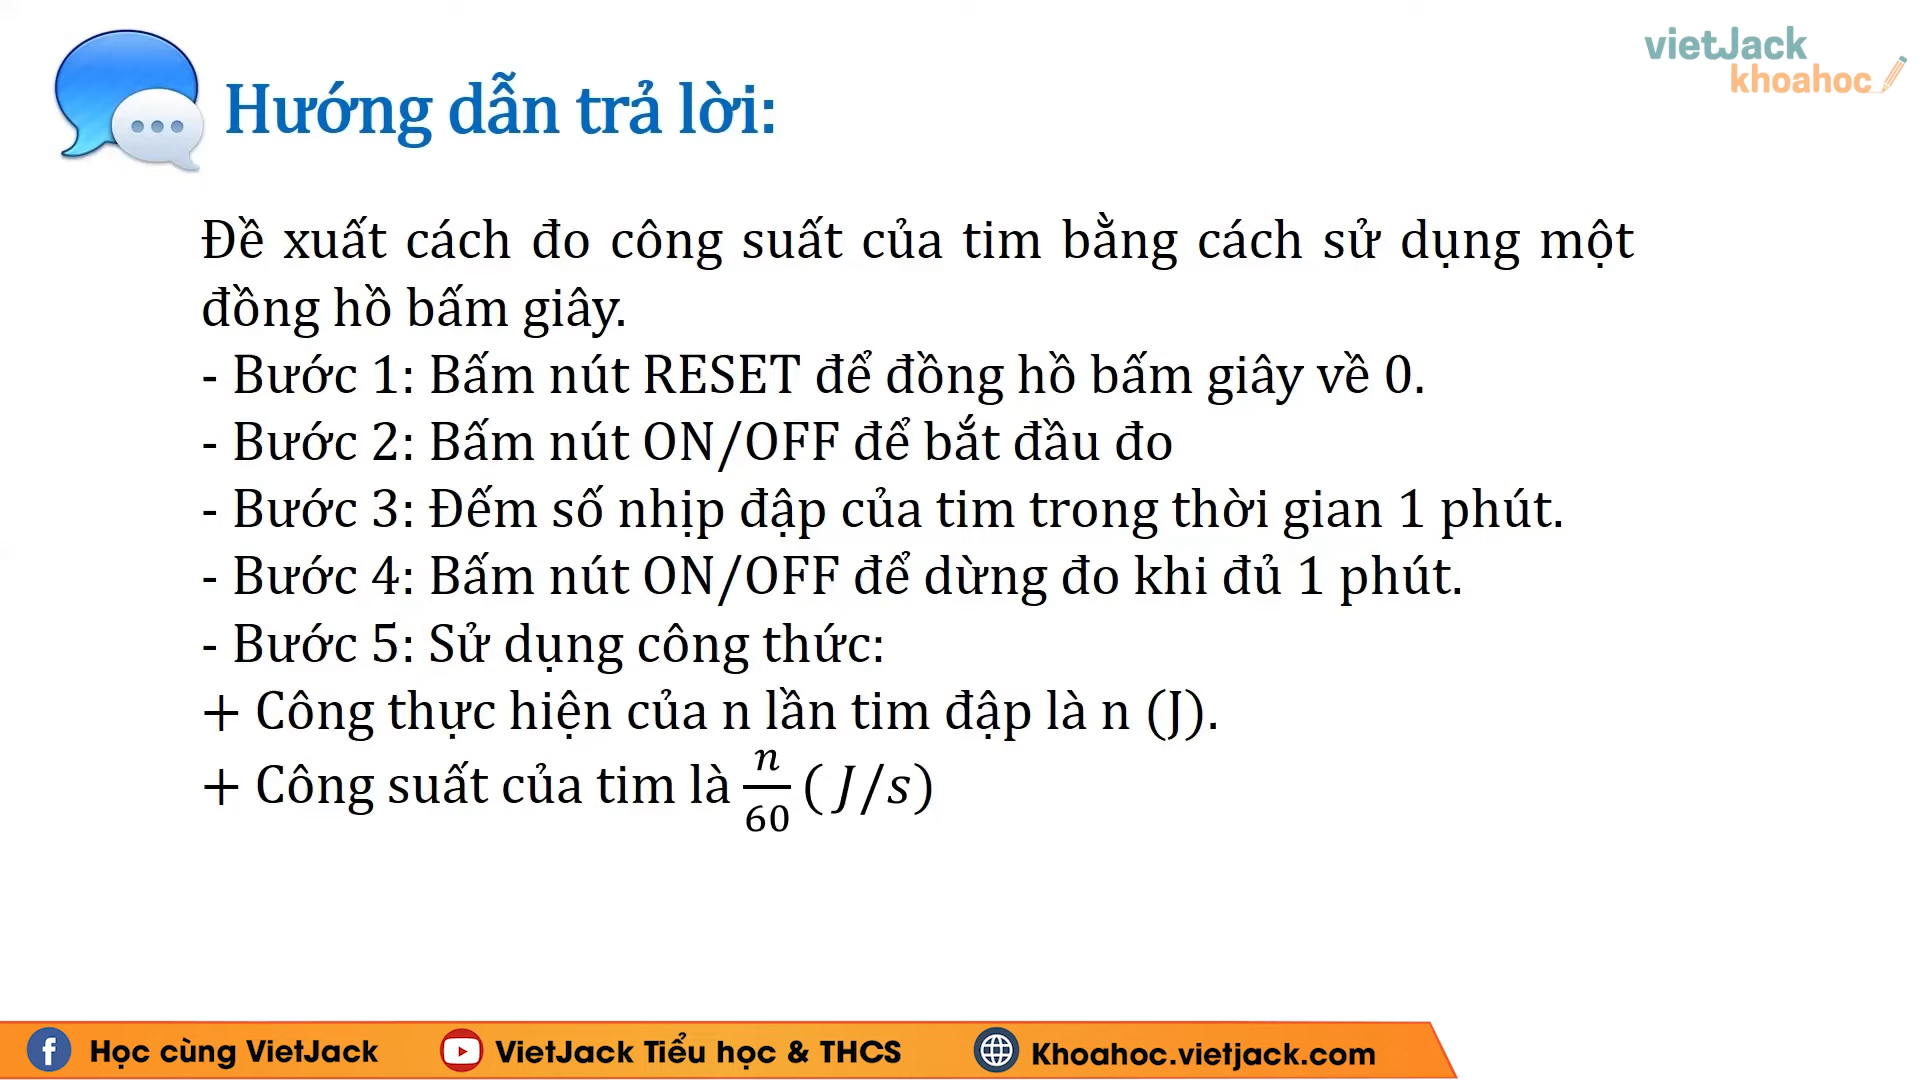 vietJack
khoahoc
Hướng dẫn trả lời:
Đề xuất cách đo công suất của tim bằng cách sử dụng một
đồng hồ bấm giây.
- Bước 1: Bấm nút RESET để đồng hồ bấm giây về 0.
- Bước 2: Bấm nút ON/OFF để bắt đầu đo
- Bước 3: Đếm số nhịp đập của tim trong thời gian 1 phút.
- Bước 4: Bấm nút ON/OFF để dừng đo khi đủ 1 phút.
- Bước 5: Sử dụng công thức:
+ Công thực hiện của n lần tim đập là n (J).
+ Công suất của tim là n/60 (J/s)
Học cùng VietJack VietJack Tiểu học & THCS Khoahoc.vietjack.com